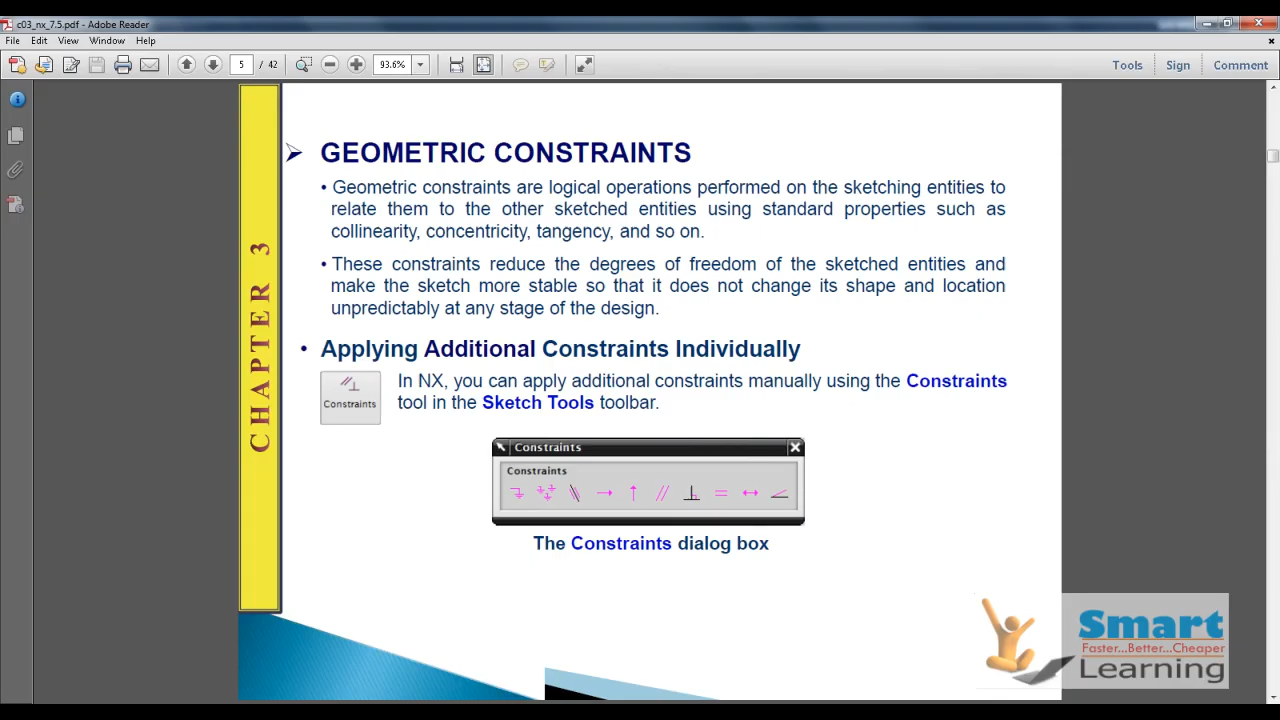 c03_nx_7.5.pdf - Adobe Reader
File Edit View Window Help
5 / 42 93.6% Tools Sign Comment
CHAPTER 3
GEOMETRIC CONSTRAINTS
• Geometric constraints are logical operations performed on the sketching entities to
relate them to the other sketched entities using standard properties such as
collinearity, concentricity, tangency, and so on.
• These constraints reduce the degrees of freedom of the sketched entities and
make the sketch more stable so that it does not change its shape and location
unpredictably at any stage of the design.
• Applying Additional Constraints Individually
Constraints
In NX, you can apply additional constraints manually using the Constraints
tool in the Sketch Tools toolbar.
Constraints
Constraints
The Constraints dialog box
Smart
Faster...Better...Cheaper
Learning